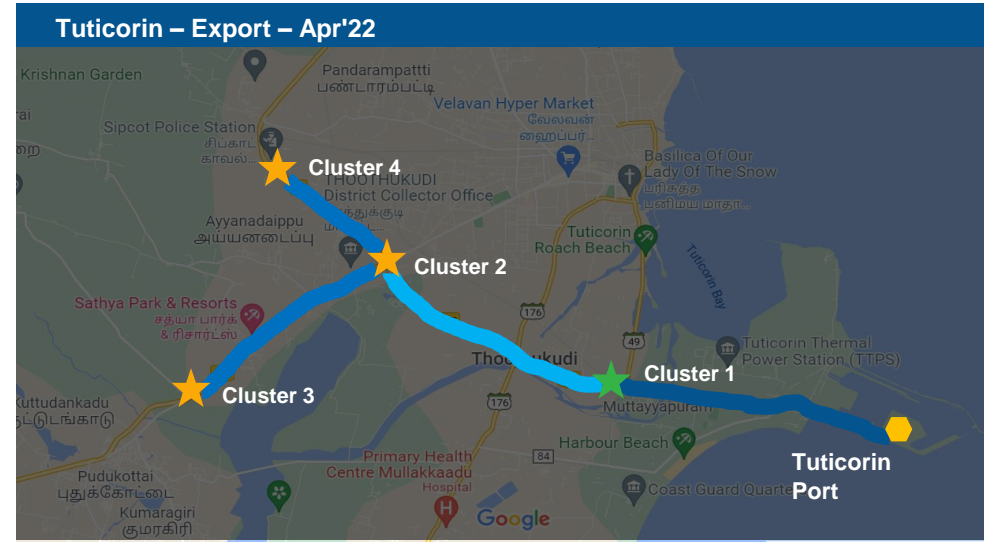 Tuticorin – Export – Apr'22
Krishnan Garden
Pandarampattti
பண்டாரம்பட்டி
Velavan Hyper Market
வேலவன்
ஹைப்பர்...
Sipcot Police Station
சிப்காட்
காவல்...
Cluster 4
Basilica Of Our
Lady Of The Snow
பரிசுத்த
பனிமய மாதா...
THOOTHUKUDI
District Collector Office
Ayyanadaippu
அய்யனடைப்பு
Tuticorin
Roach Beach
Cluster 2
Tuticorin Bay
Sathya Park & Resorts
சத்யா பார்க்
& ரிசார்ட்ஸ்
176
49
Tuticorin Thermal
Power Station (TTPS)
Cluster 1
Cluster 3
176
Muttayyapuram
Kuttudankadu
Harbour Beach
84
Primary Health
Centre Mullakkaadu
Hospital
Tuticorin
Port
Pudukottai
புதுக்கோட்டை
Coast Guard Quarte
Kumaragiri
குமரகிரி
Google